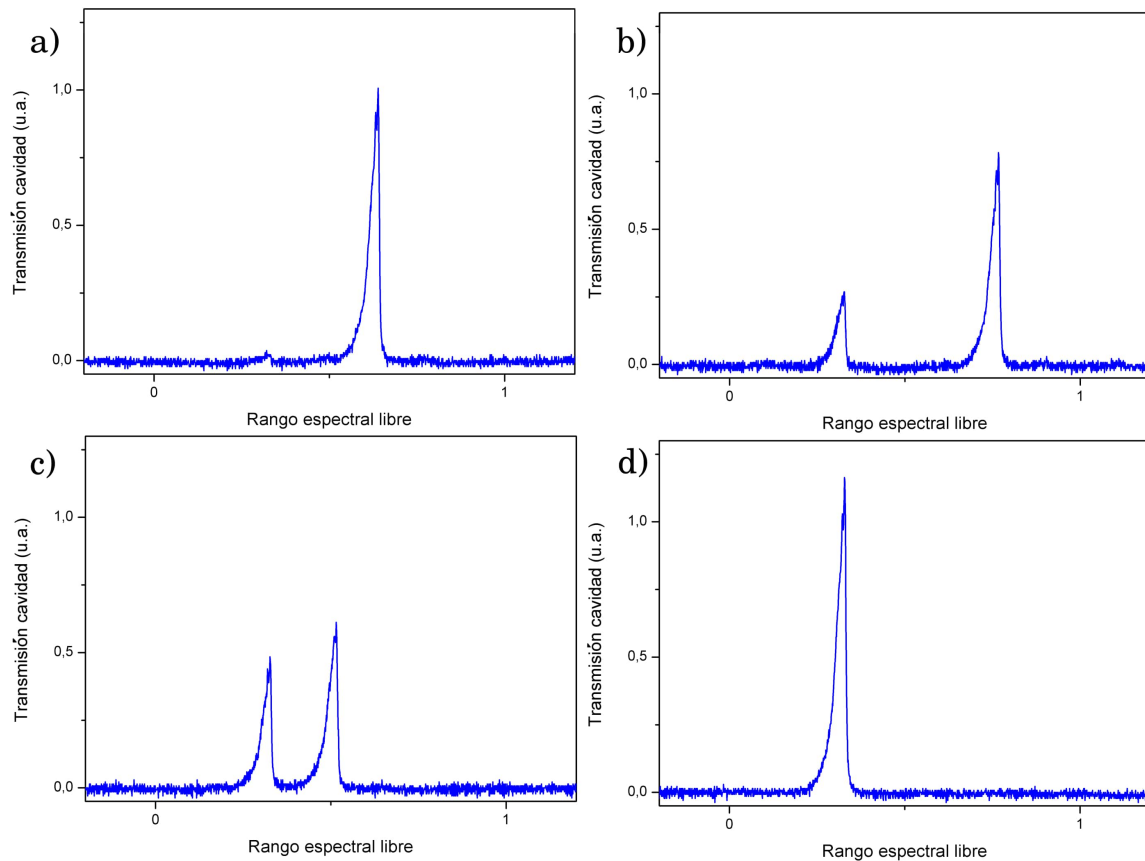 a)
Transmisión cavidad (u.a.)
1,0
0,5
0,0
0 1
Rango espectral libre
b)
Transmisión cavidad (u.a.)
1,0
0,5
0,0
0 1
Rango espectral libre
c)
Transmisión cavidad (u.a.)
1,0
0,5
0,0
0 1
Rango espectral libre
d)
Transmisión cavidad (u.a.)
1,0
0,5
0,0
0 1
Rango espectral libre